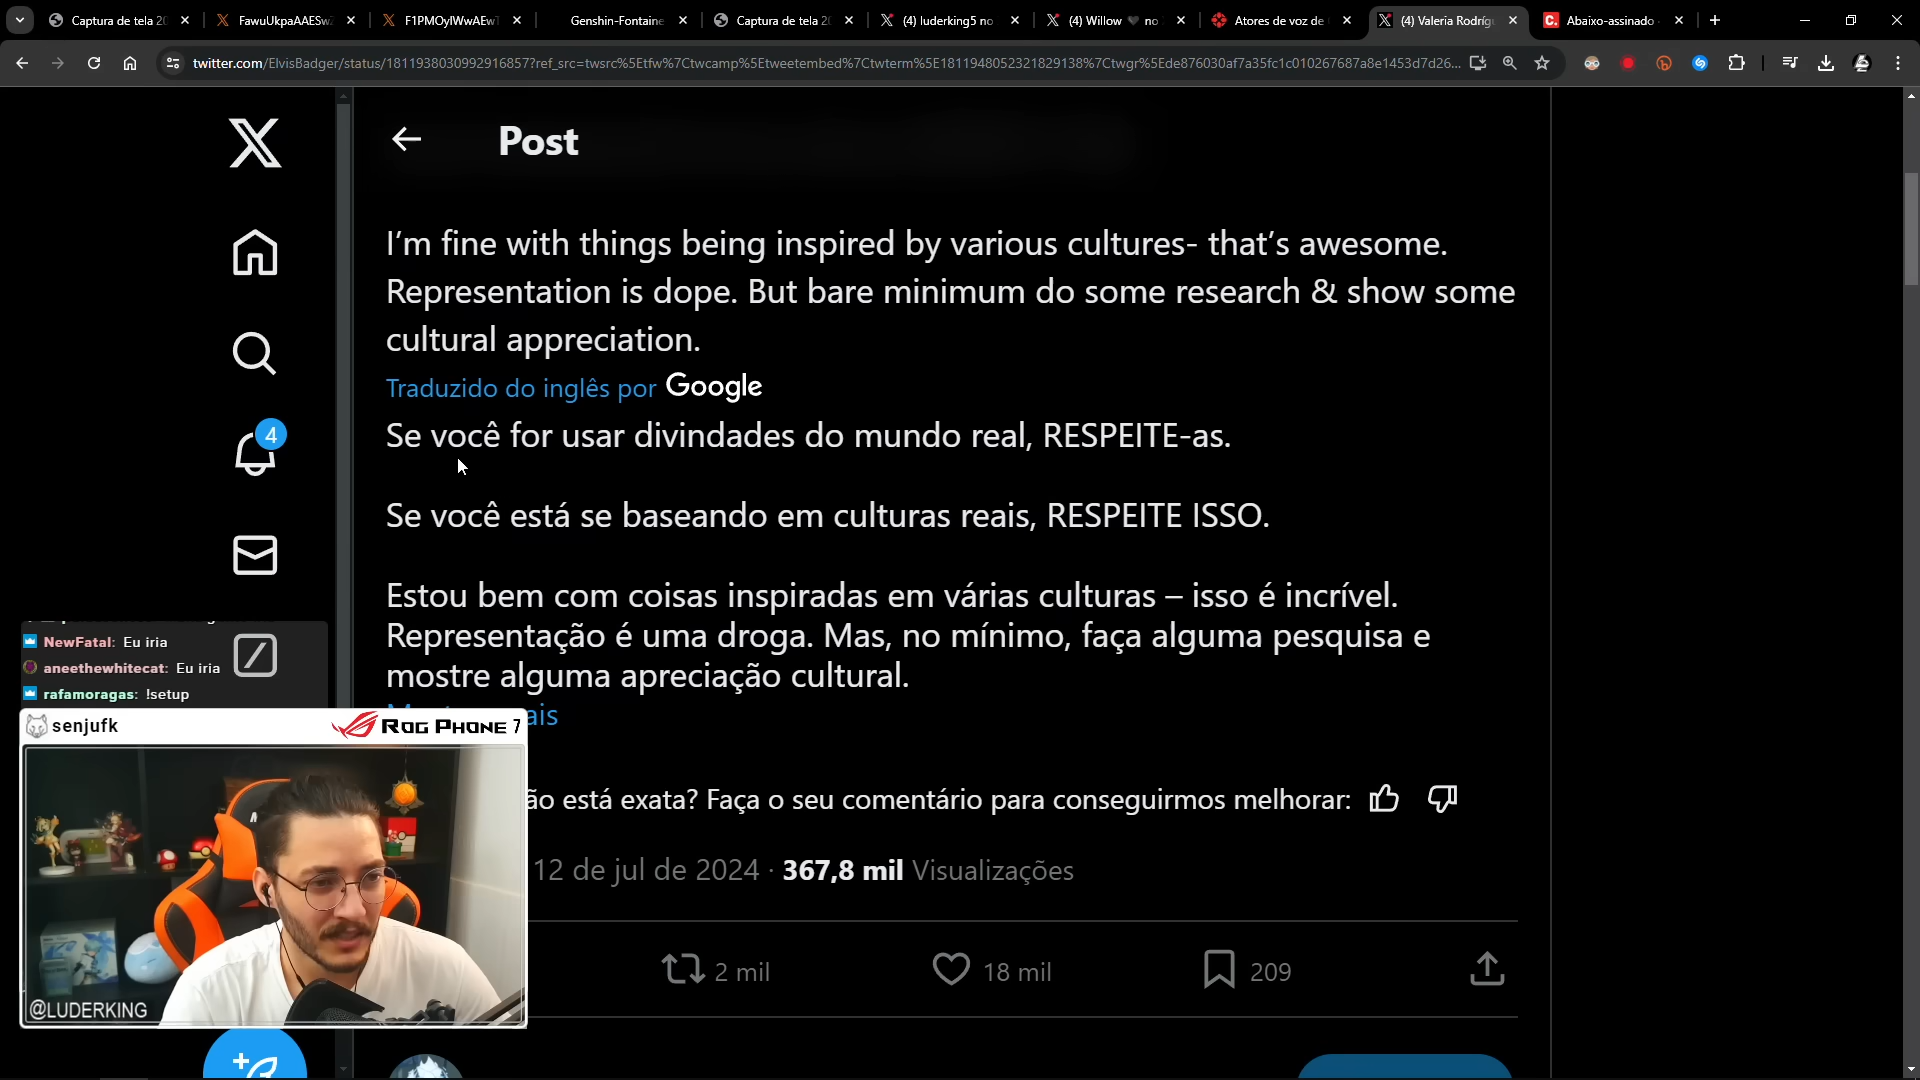 Captura de tela 20
FawuUkpaAAESw
F1PMOyIWwAEw
Genshin-Fontaine
Captura de tela 20
(4) luderking5 no
(4) Willow 🖤 no
Atores de voz de
(4) Valeria Rodrígu
Abaixo-assinado
twitter.com/ElvisBadger/status/1811938030992916857?ref_src=twsrc%5Etfw%7Ctwcamp%5Etweetembed%7Ctwterm%5E1811948052321829138%7Ctwgr%5Ede876030af7a35fc1c010267687a8e1453d7d26...
Post
I'm fine with things being inspired by various cultures- that's awesome.
Representation is dope. But bare minimum do some research & show some
cultural appreciation.
Traduzido do inglês por Google
Se você for usar divindades do mundo real, RESPEITE-as.
Se você está se baseando em culturas reais, RESPEITE ISSO.
Estou bem com coisas inspiradas em várias culturas – isso é incrível.
Representação é uma droga. Mas, no mínimo, faça alguma pesquisa e
mostre alguma apreciação cultural.
ais
ão está exata? Faça o seu comentário para conseguirmos melhorar:
12 de jul de 2024 · 367,8 mil Visualizações
2 mil
18 mil
209
4
NewFatal: Eu iria
aneethewhitecat: Eu iria
rafamoragas: !setup
senjufk
ROG PHONE 7
@LUDERKING